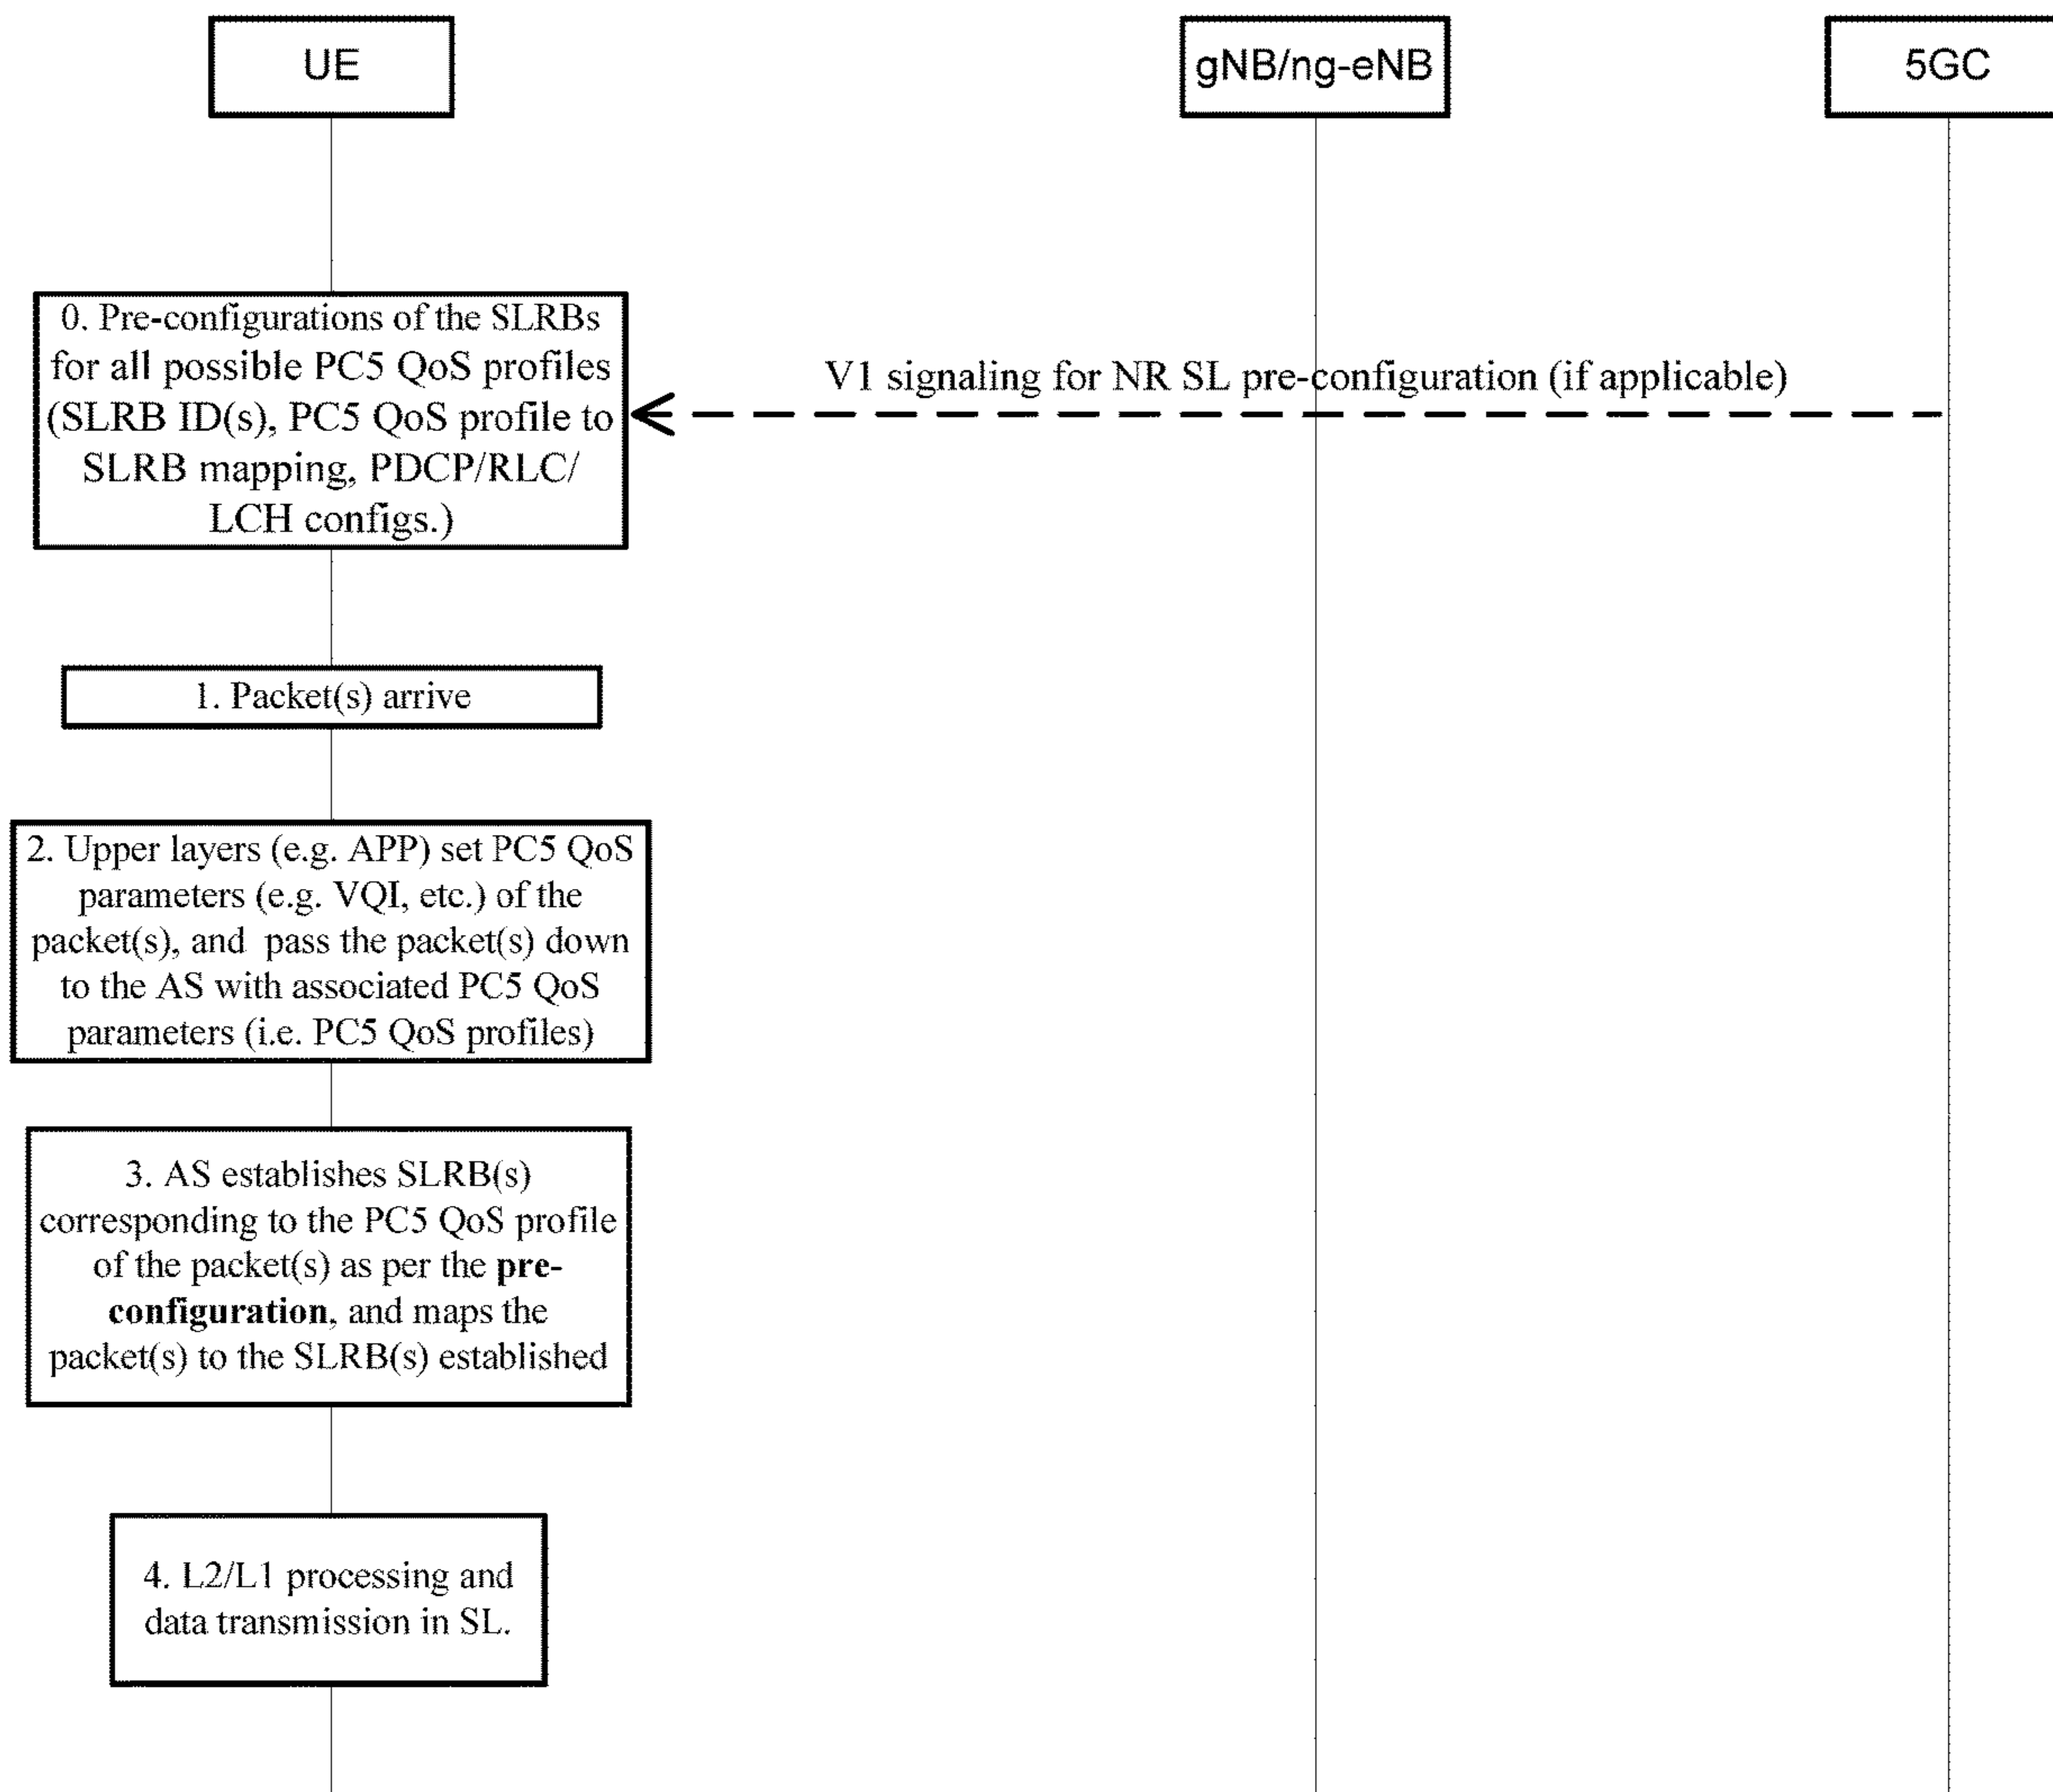 UE
gNB/ng-eNB
5GC
0. Pre-configurations of the SLRBs
for all possible PC5 QoS profiles
(SLRB ID(s), PC5 QoS profile to
SLRB mapping, PDCP/RLC/
LCH configs.)
V1 signaling for NR SL pre-configuration (if applicable)
1. Packet(s) arrive
2. Upper layers (e.g. APP) set PC5 QoS
parameters (e.g. VQI, etc.) of the
packet(s), and pass the packet(s) down
to the AS with associated PC5 QoS
parameters (i.e. PC5 QoS profiles)
3. AS establishes SLRB(s)
corresponding to the PC5 QoS profile
of the packet(s) as per the pre-
configuration, and maps the
packet(s) to the SLRB(s) established
4. L2/L1 processing and
data transmission in SL.